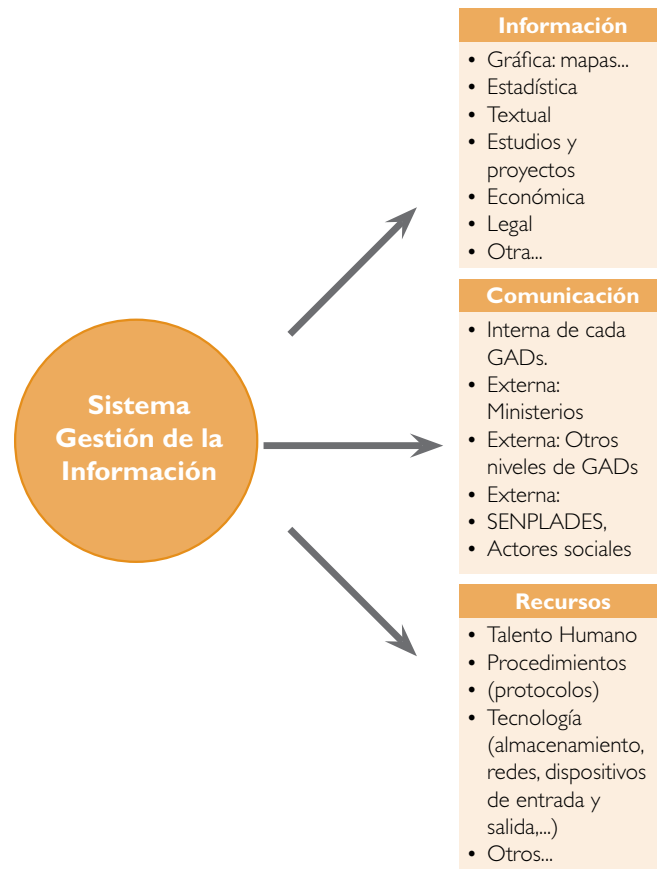 Información
• Gráfica: mapas...
• Estadística
• Textual
• Estudios y
proyectos
• Económica
• Legal
• Otra...
Comunicación
• Interna de cada
GADs.
• Externa:
Ministerios
• Externa: Otros
niveles de GADs
• Externa:
• SENPLADES,
• Actores sociales
Sistema
Gestión de la
Información
Recursos
• Talento Humano
• Procedimientos
• (protocolos)
• Tecnología
(almacenamiento,
redes, dispositivos
de entrada y
salida,...)
• Otros...